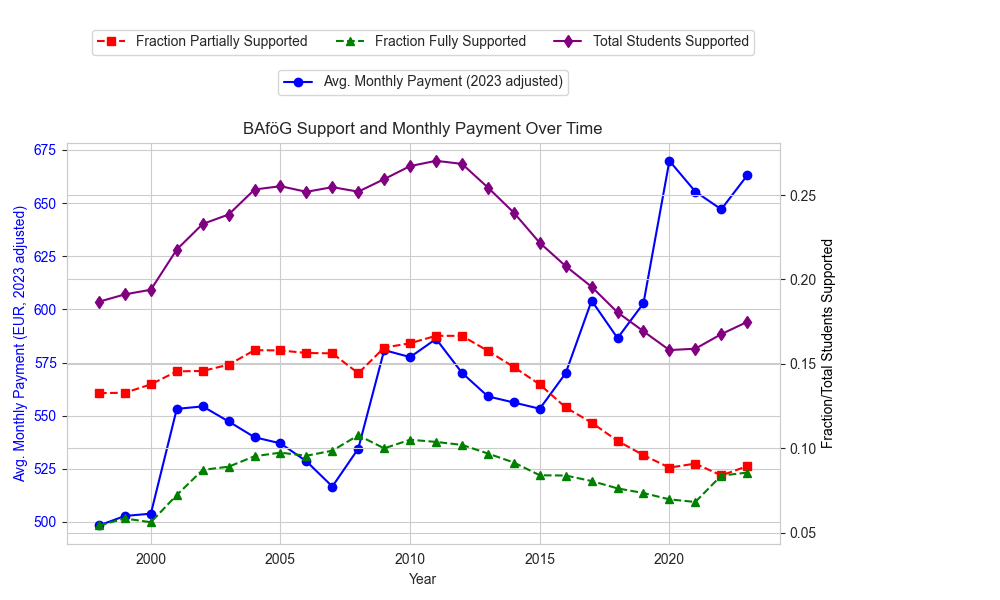 Fraction Partially Supported
Fraction Fully Supported
Total Students Supported
Avg. Monthly Payment (2023 adjusted)
BAföG Support and Monthly Payment Over Time
675
650
625
600
575
550
525
500
Avg. Monthly Payment (EUR, 2023 adjusted)
0.25
0.20
0.15
0.10
0.05
Fraction/Total Students Supported
2000
2005
2010
2015
2020
Year